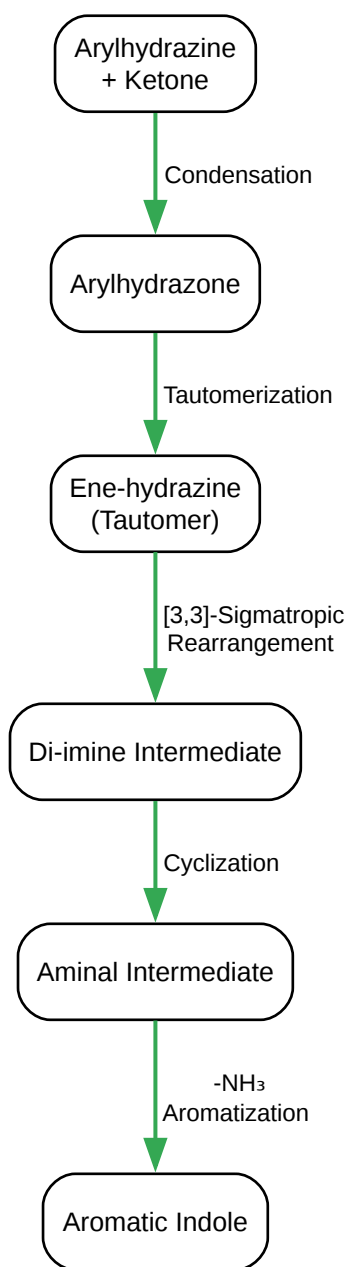 Arylhydrazine
+ Ketone
Condensation
Arylhydrazone
Tautomerization
Ene-hydrazine
(Tautomer)
[3,3]-Sigmatropic
Rearrangement
Di-imine Intermediate
Cyclization
Aminal Intermediate
-NH₃
Aromatization
Aromatic Indole